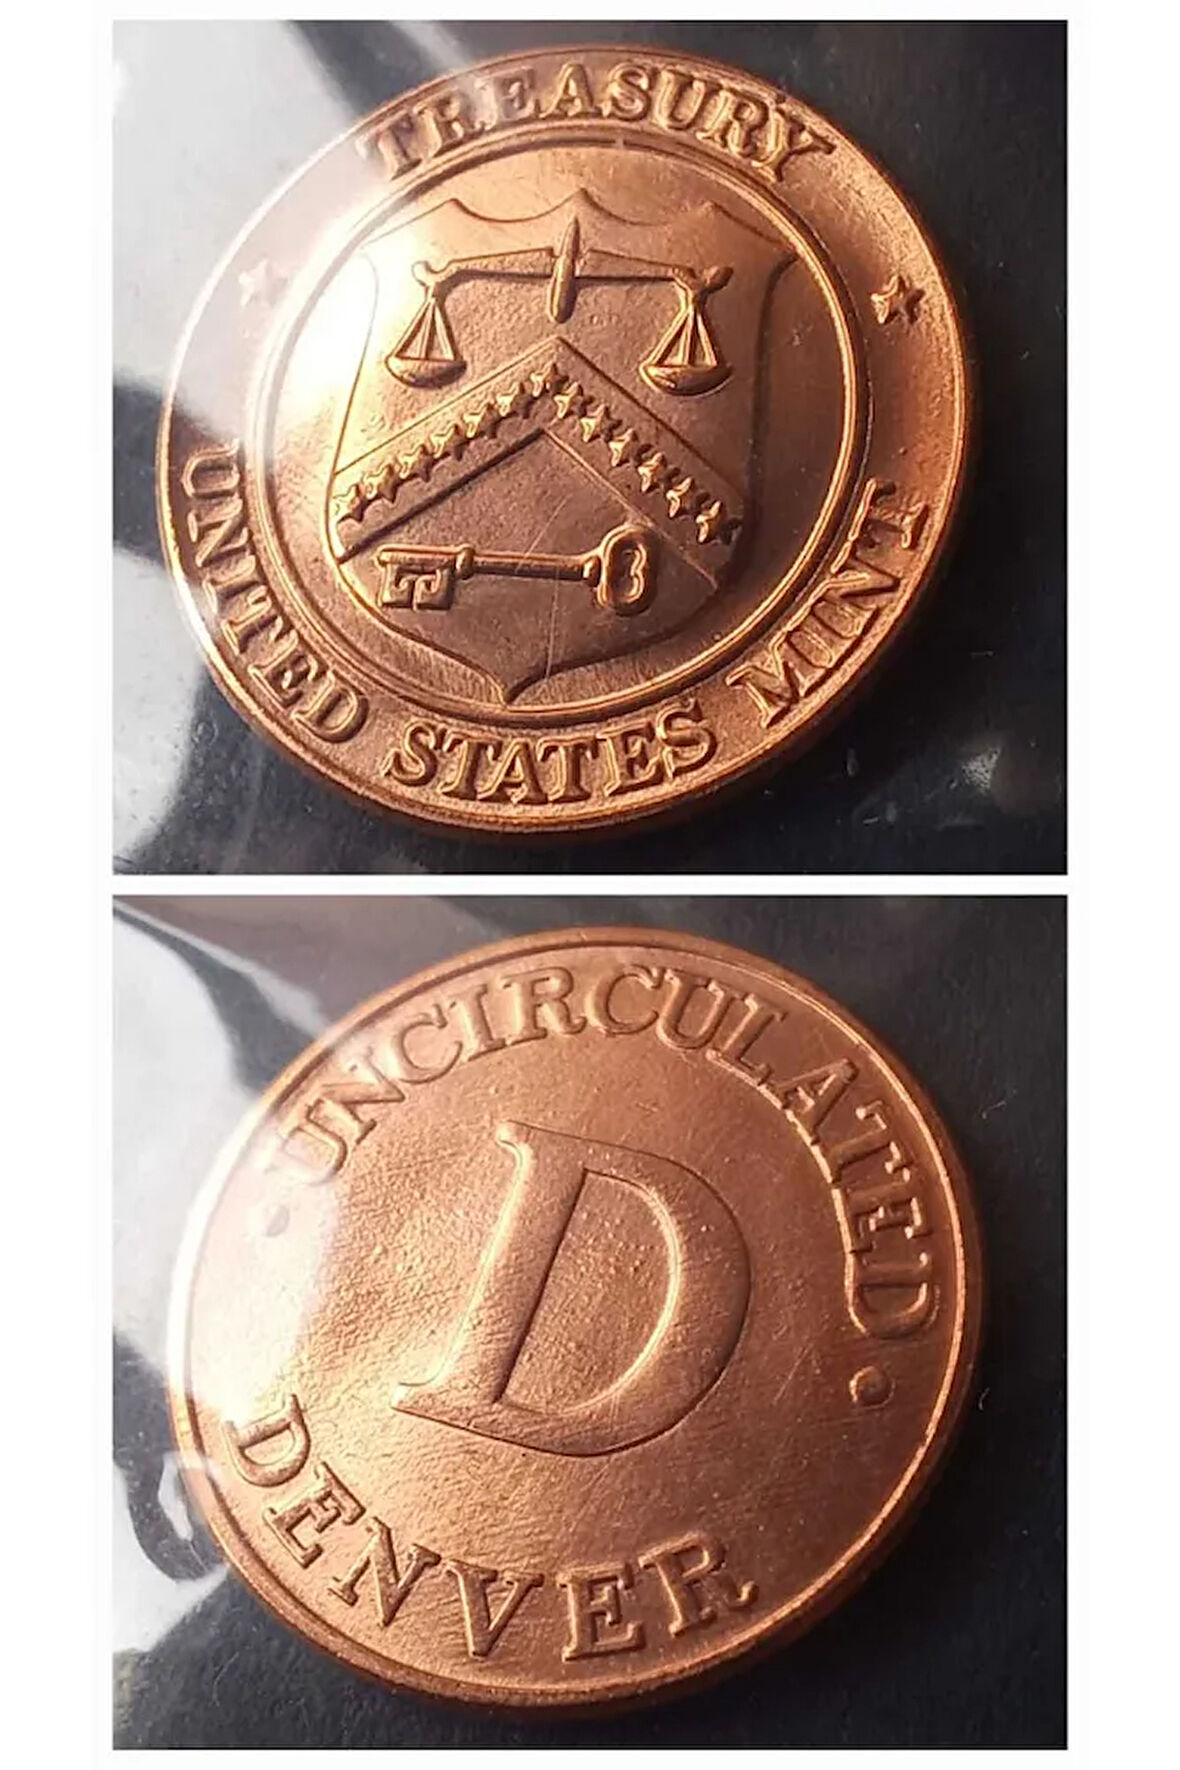 TREASURY
UNITED STATES MINT
UNCIRCULATED
D
DENVER